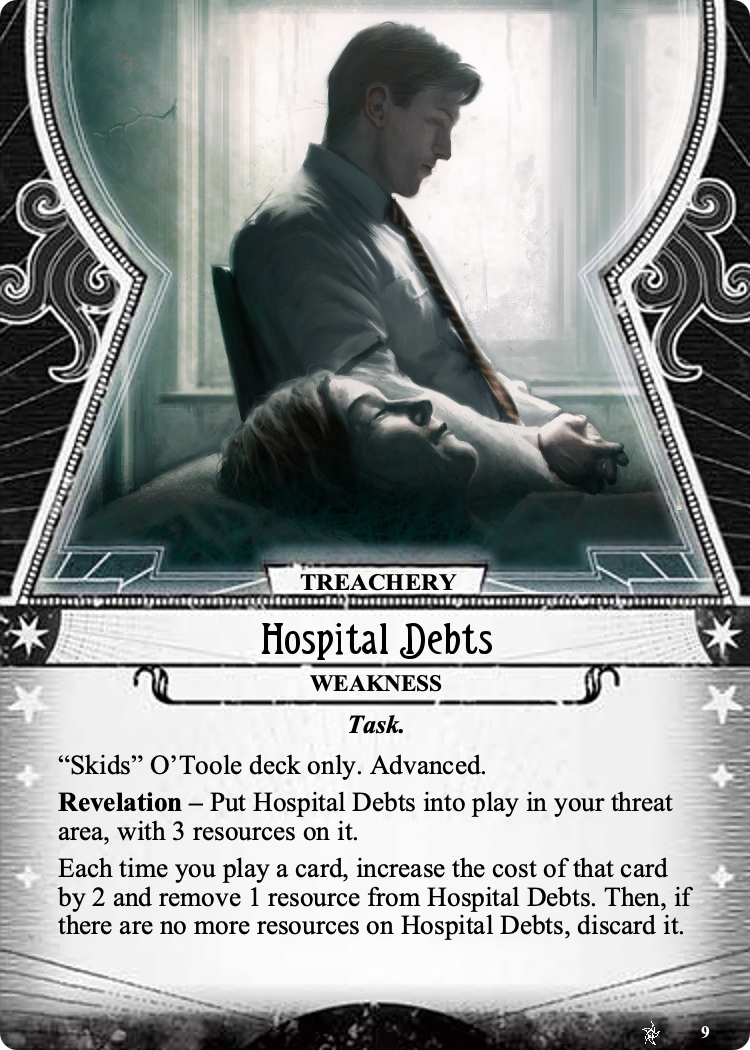 TREACHERY
Hospital Debts
WEAKNESS
Task.
“Skids” O’Toole deck only. Advanced.
Revelation – Put Hospital Debts into play in your threat
area, with 3 resources on it.
Each time you play a card, increase the cost of that card
by 2 and remove 1 resource from Hospital Debts. Then, if
there are no more resources on Hospital Debts, discard it.
9